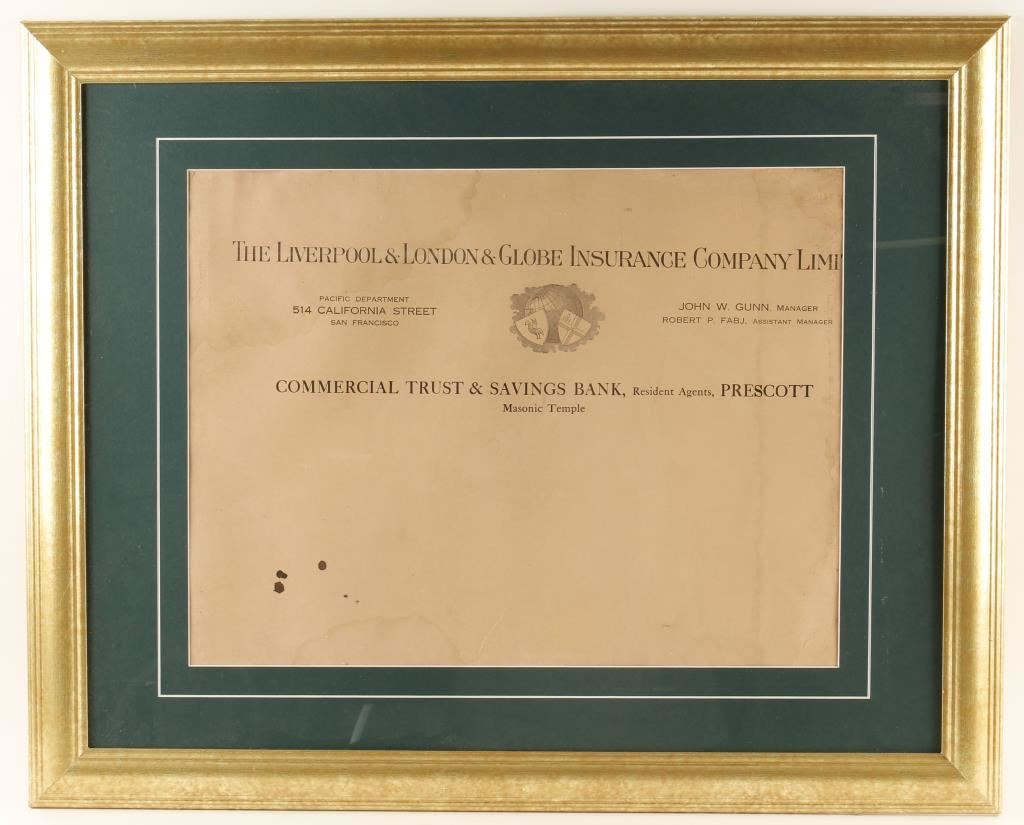 THE LIVERPOOL & LONDON & GLOBE INSURANCE COMPANY LIMI
PACIFIC DEPARTMENT
514 CALIFORNIA STREET
SAN FRANCISCO
JOHN W. GUNN, MANAGER
ROBERT P. FABJ, ASSISTANT MANAGER
COMMERCIAL TRUST & SAVINGS BANK, Resident Agents, PRESCOTT
Masonic Temple